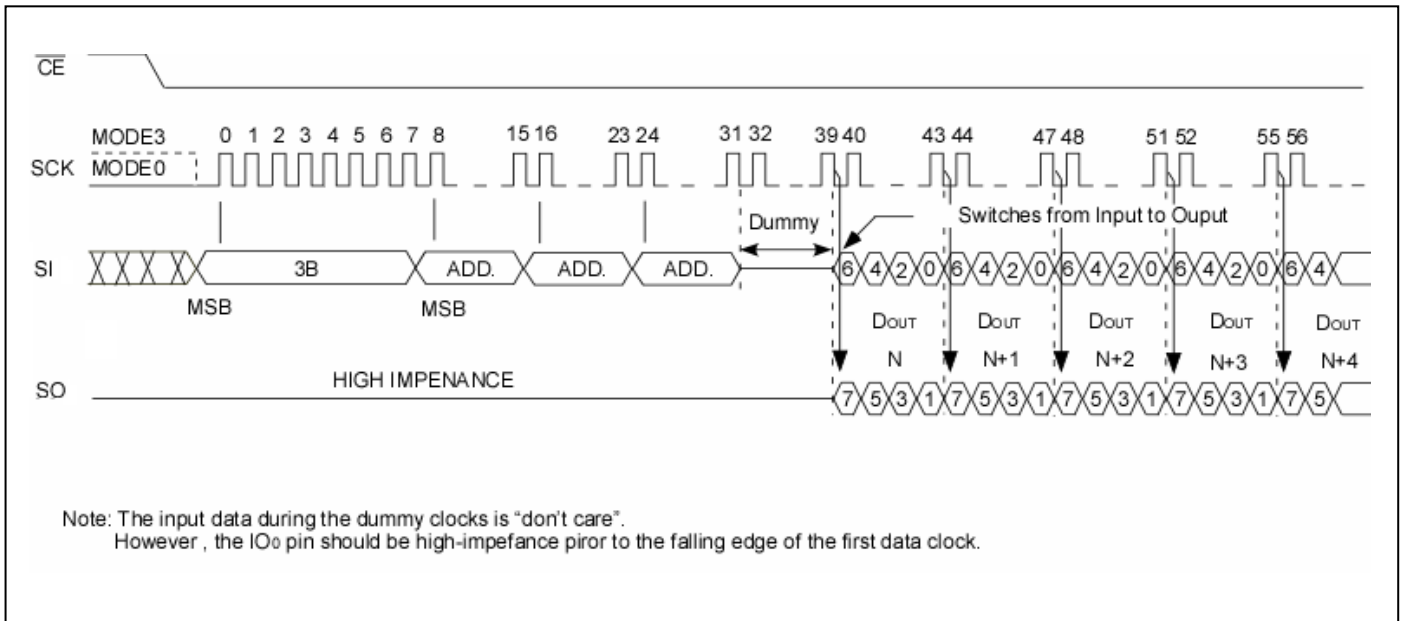 CE
MODE3 0 1 2 3 4 5 6 7 8 15 16 23 24 31 32 39 40 43 44 47 48 51 52 55 56
SCK MODE0
Dummy Switches from Input to Ouput
SI 3B ADD. ADD. ADD. 6 4 2 0 6 4 2 0 6 4 2 0 6 4 2 0 6 4
MSB MSB
DOUT DOUT DOUT DOUT DOUT
N N+1 N+2 N+3 N+4
HIGH IMPENANCE
SO 7 5 3 1 7 5 3 1 7 5 3 1 7 5 3 1 7 5
Note: The input data during the dummy clocks is “don't care”.
However , the IO0 pin should be high-impefance piror to the falling edge of the first data clock.